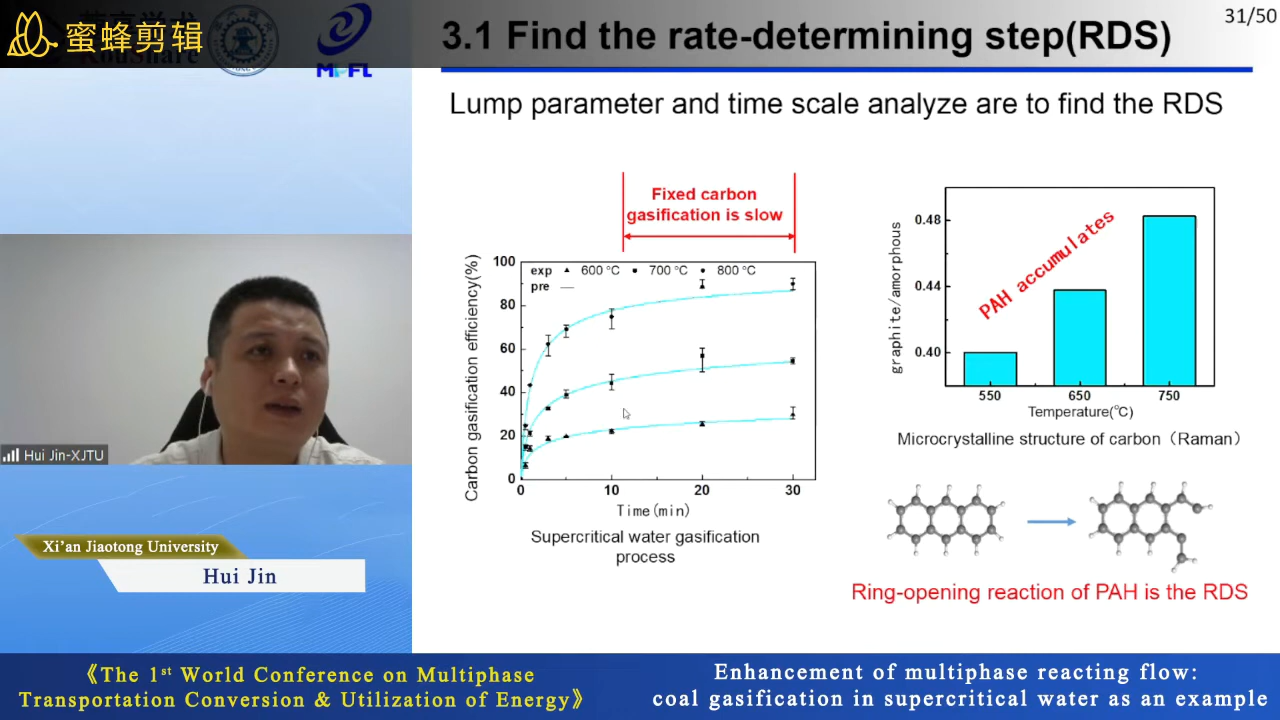 蜜蜂剪辑
KouShare
MPFL
31/50
3.1 Find the rate-determining step(RDS)
Lump parameter and time scale analyze are to find the RDS
Fixed carbon
gasification is slow
Carbon gasification efficiency(%)
100
80
60
40
20
0
exp 600 °C 700 °C 800 °C
pre
0 10 20 30
Time(min)
Supercritical water gasification
process
graphite/amorphous
0.48
0.44
0.40
PAH accumulates
550 650 750
Temperature(℃)
Microcrystalline structure of carbon（Raman）
Ring-opening reaction of PAH is the RDS
Hui Jin-XJTU
Xi'an Jiaotong University
Hui Jin
《The 1st World Conference on Multiphase
Transportation Conversion & Utilization of Energy》
Enhancement of multiphase reacting flow:
coal gasification in supercritical water as an example